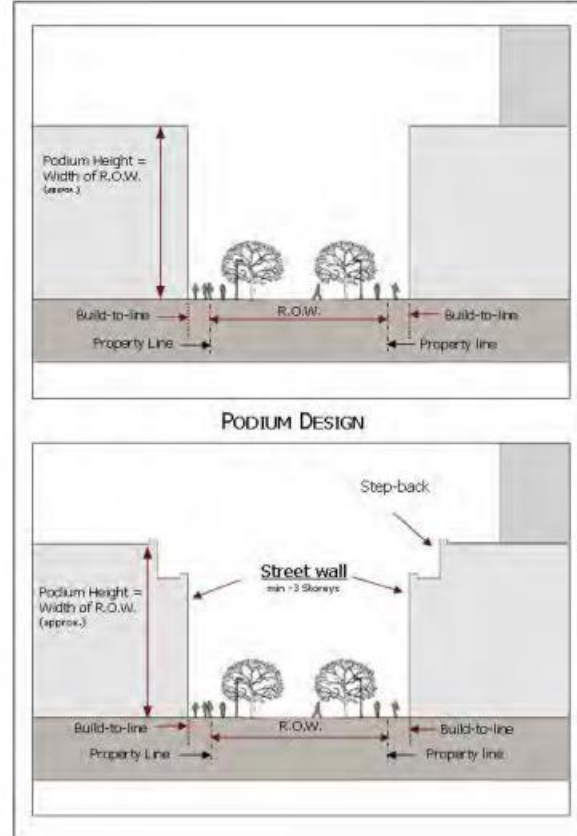 Podium Height =
Width of R.O.W.
(approx.)
R.O.W.
Build-to-line
Build-to-line
Property Line
Property line
PODIUM DESIGN
Step-back
Street wall
min -3 Storeys
Podium Height =
Width of R.O.W.
(approx.)
R.O.W.
Build-to-line
Build-to-line
Property Line
Property line